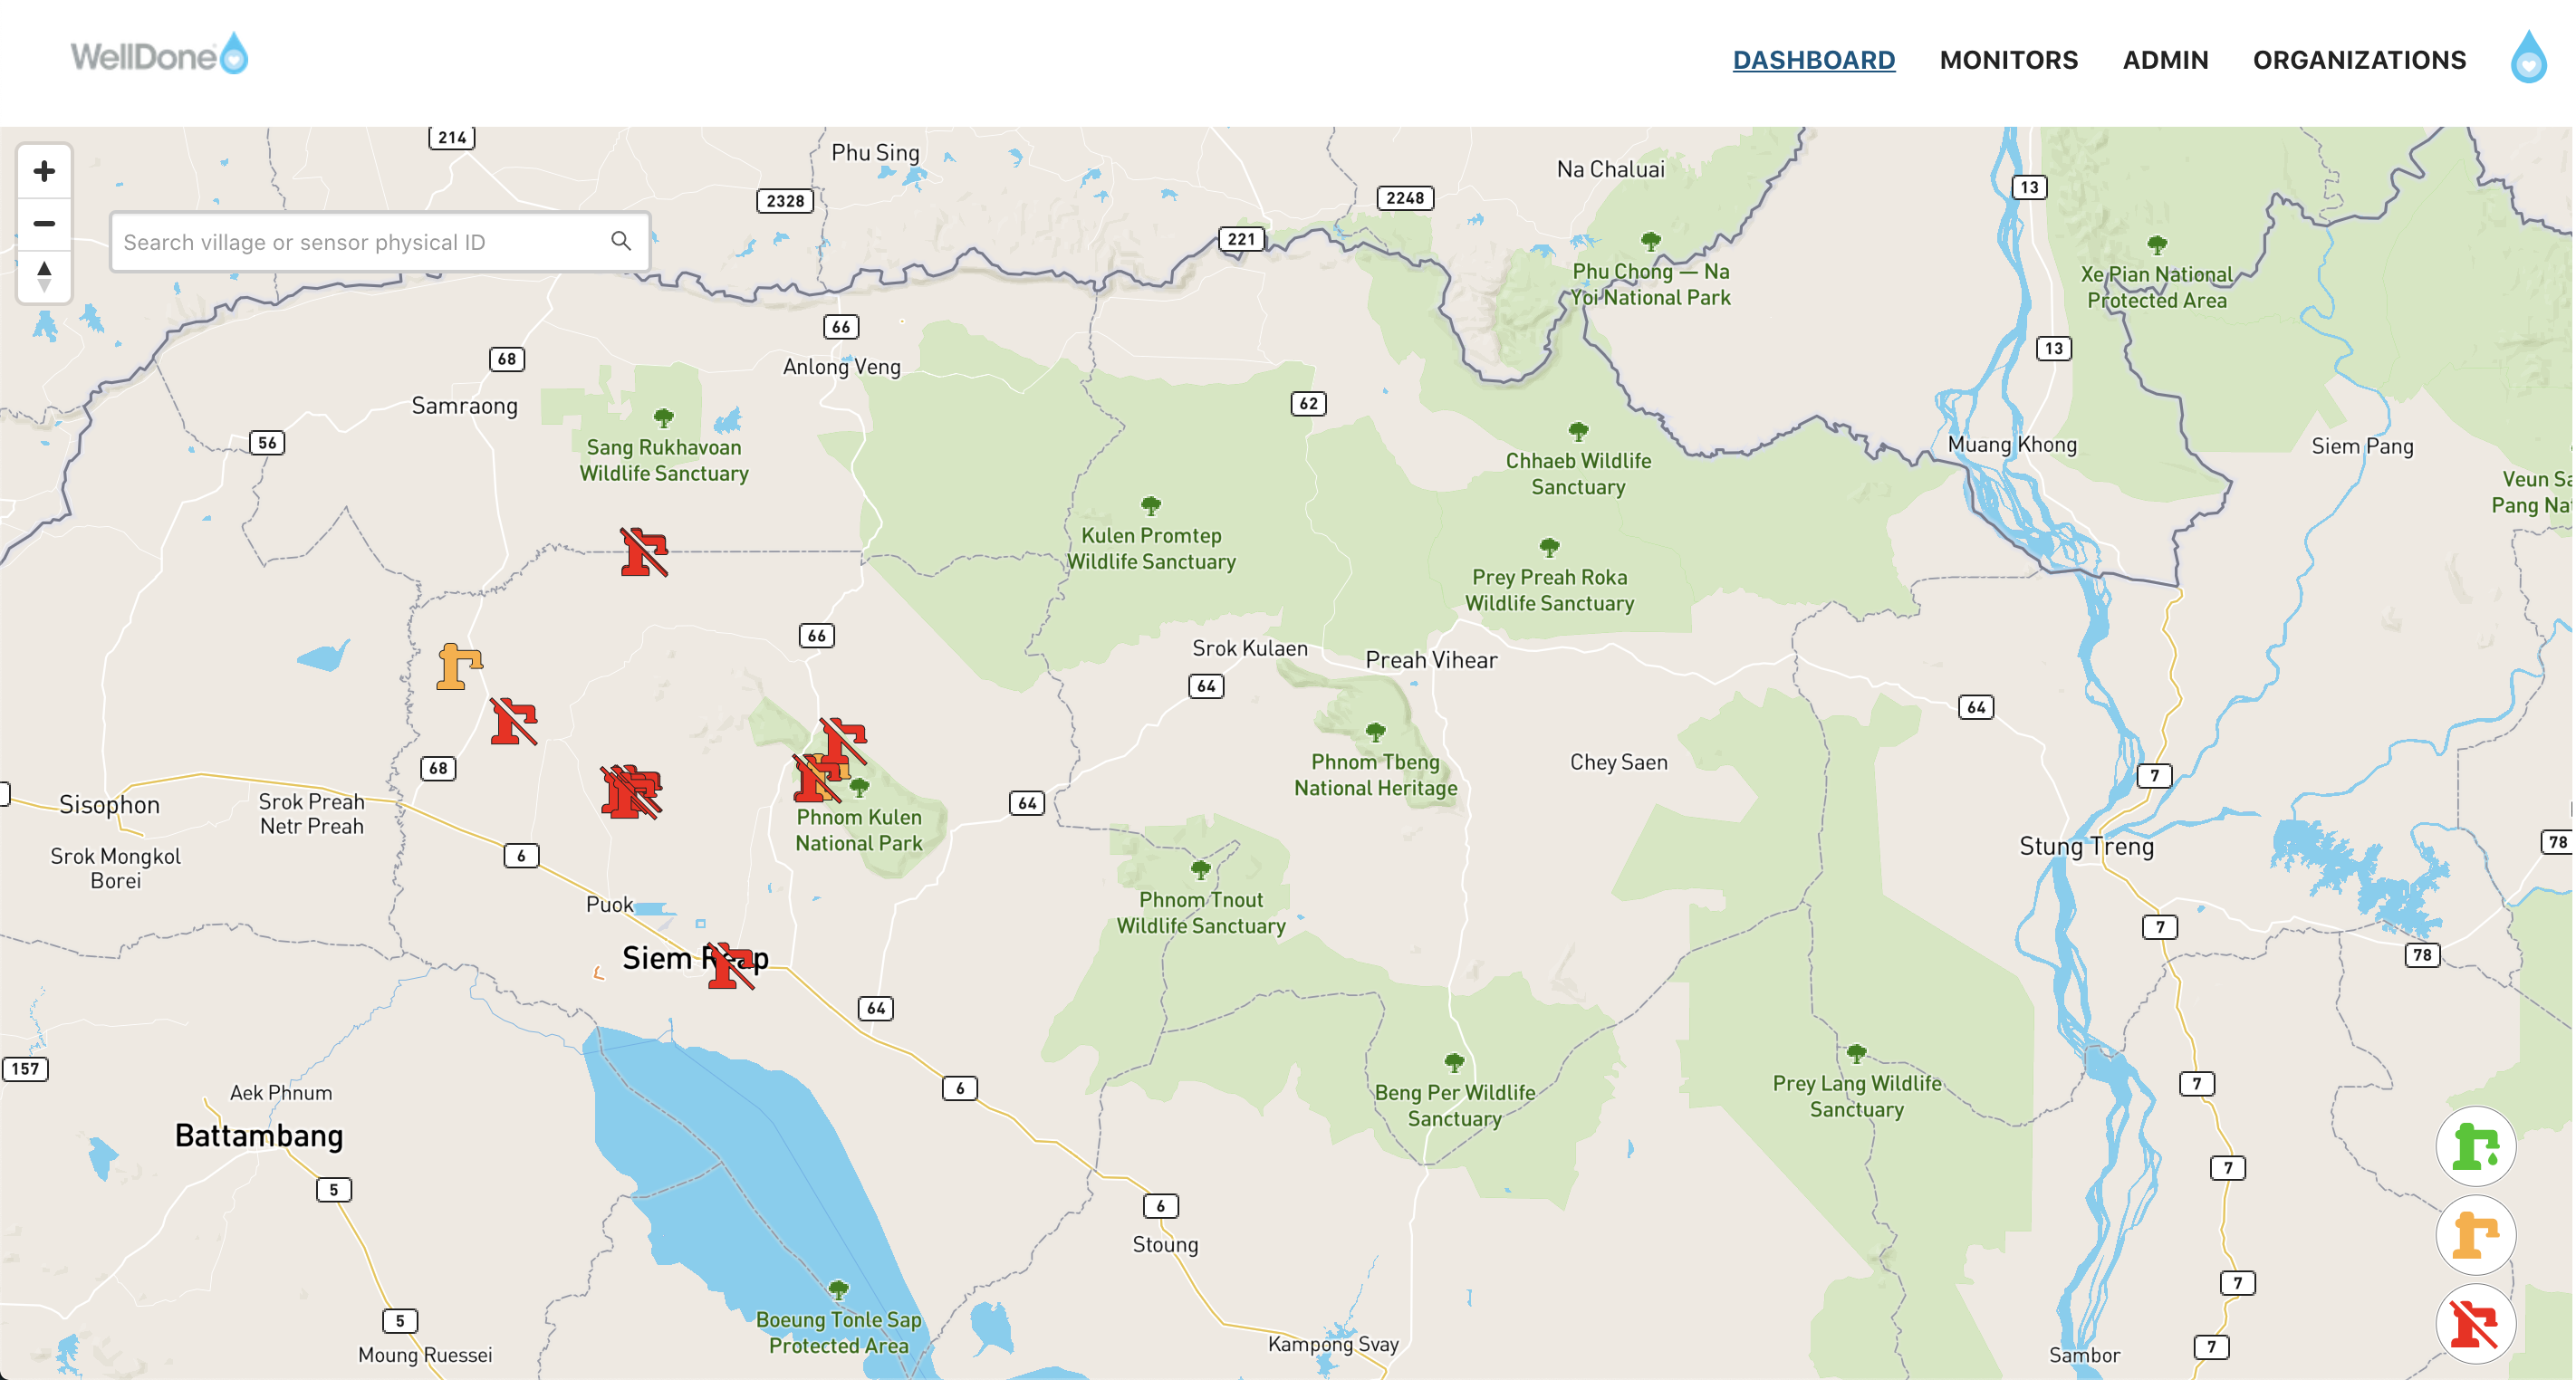 WellDone
DASHBOARD
MONITORS
ADMIN
ORGANIZATIONS
+
−
Search village or sensor physical ID
214
Phu Sing
2328
2248
Na Chaluai
13
221
Phu Chong — Na
Yoi National Park
Xe Pian National
Protected Area
66
13
68
Anlong Veng
62
Samraong
56
Sang Rukhavoan
Wildlife Sanctuary
Chhaeb Wildlife
Sanctuary
Muang Khong
Siem Pang
Veun Sa
Pang Nat
Kulen Promtep
Wildlife Sanctuary
Prey Preah Roka
Wildlife Sanctuary
66
Srok Kulaen
Preah Vihear
64
64
68
Phnom Tbeng
National Heritage
Chey Saen
7
Sisophon
Srok Preah
Netr Preah
64
Phnom Kulen
National Park
Stung Treng
78
Srok Mongkol
Borei
6
Puok
Phnom Tnout
Wildlife Sanctuary
7
78
Siem Reap
64
157
Aek Phnum
6
Beng Per Wildlife
Sanctuary
Prey Lang Wildlife
Sanctuary
7
Battambang
5
6
7
Stoung
7
5
Boeung Tonle Sap
Protected Area
Kampong Svay
7
Moung Ruessei
Sambor